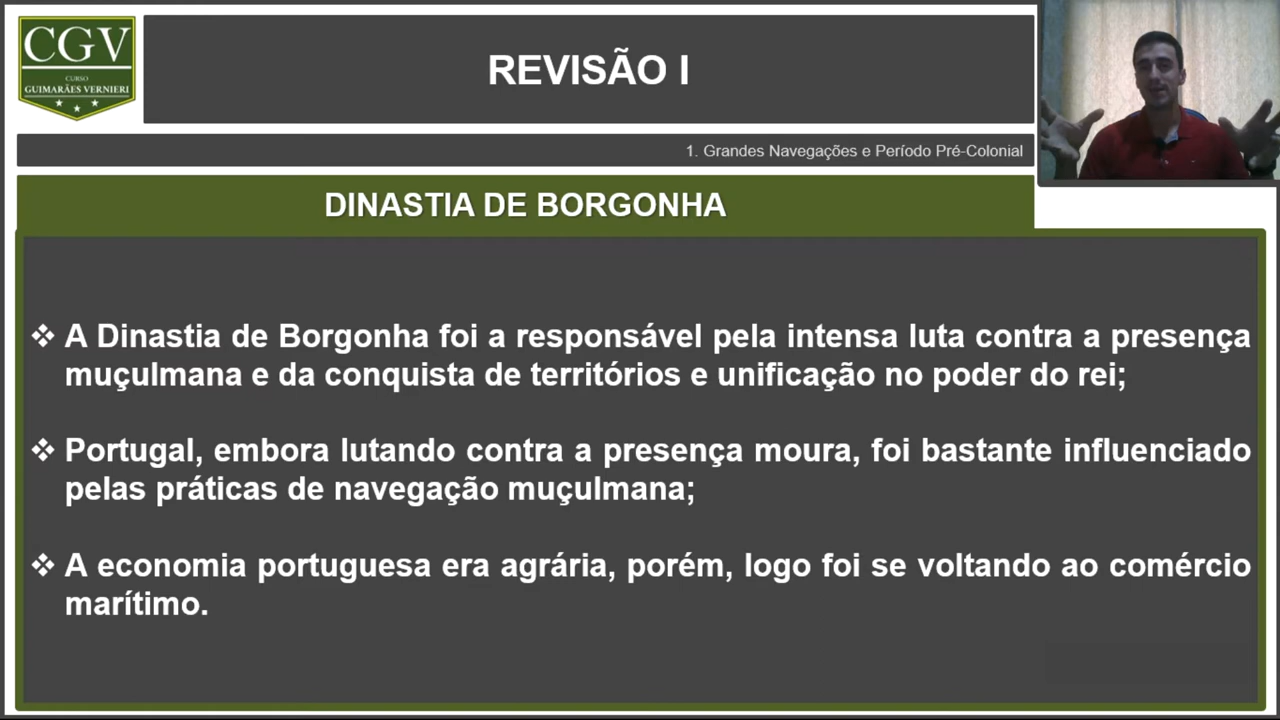 CGV
CURSO
GUIMARÃES VERNIERI
REVISÃO I
1. Grandes Navegações e Período Pré-Colonial
DINASTIA DE BORGONHA
❖ A Dinastia de Borgonha foi a responsável pela intensa luta contra a presença
muçulmana e da conquista de territórios e unificação no poder do rei;
❖ Portugal, embora lutando contra a presença moura, foi bastante influenciado
pelas práticas de navegação muçulmana;
❖ A economia portuguesa era agrária, porém, logo foi se voltando ao comércio
marítimo.